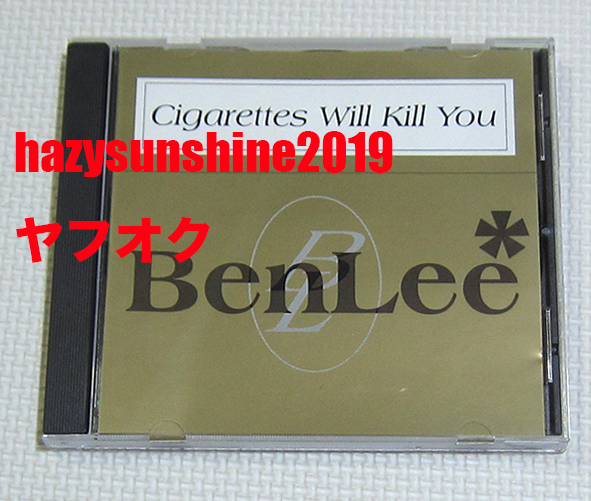 Cigarettes Will Kill You
hazysunshine2019
ヤフオク
BL
BenLee*